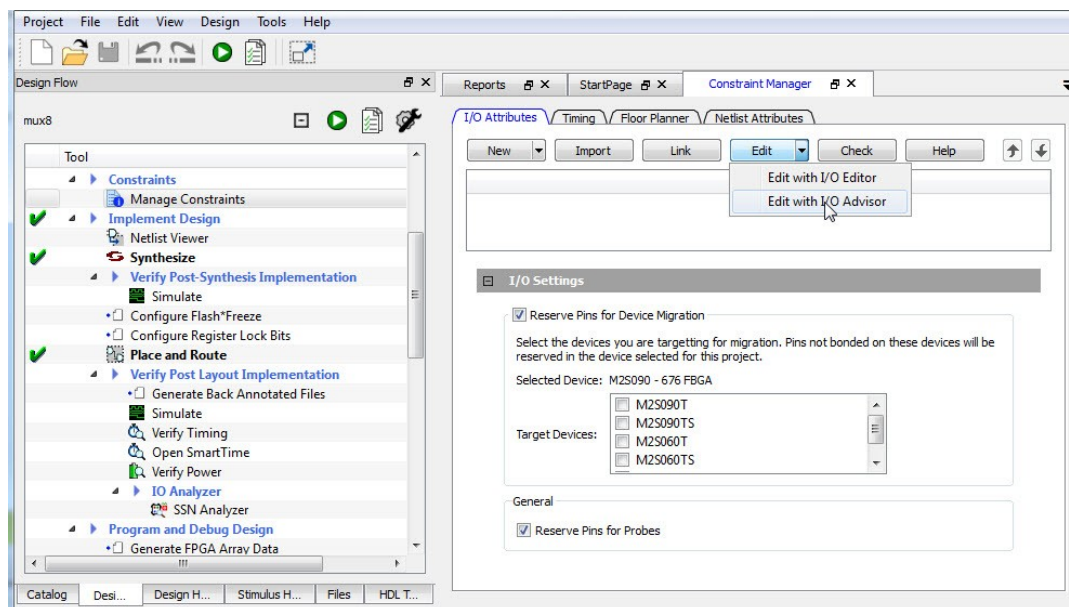 Project File Edit View Design Tools Help
Design Flow
mux8
Tool
Constraints
Manage Constraints
Implement Design
Netlist Viewer
Synthesize
Verify Post-Synthesis Implementation
Simulate
Configure Flash*Freeze
Configure Register Lock Bits
Place and Route
Verify Post Layout Implementation
Generate Back Annotated Files
Simulate
Verify Timing
Open SmartTime
Verify Power
IO Analyzer
SSN Analyzer
Program and Debug Design
Generate FPGA Array Data
Catalog Desi... Design H... Stimulus H... Files HDL T...
Reports StartPage Constraint Manager
I/O Attributes Timing Floor Planner Netlist Attributes
New Import Link Edit Check Help
Edit with I/O Editor
Edit with I/O Advisor
I/O Settings
Reserve Pins for Device Migration
Select the devices you are targetting for migration. Pins not bonded on these devices will be
reserved in the device selected for this project.
Selected Device: M2S090 - 676 FBGA
Target Devices:
M2S090T
M2S090TS
M2S060T
M2S060TS
General
Reserve Pins for Probes